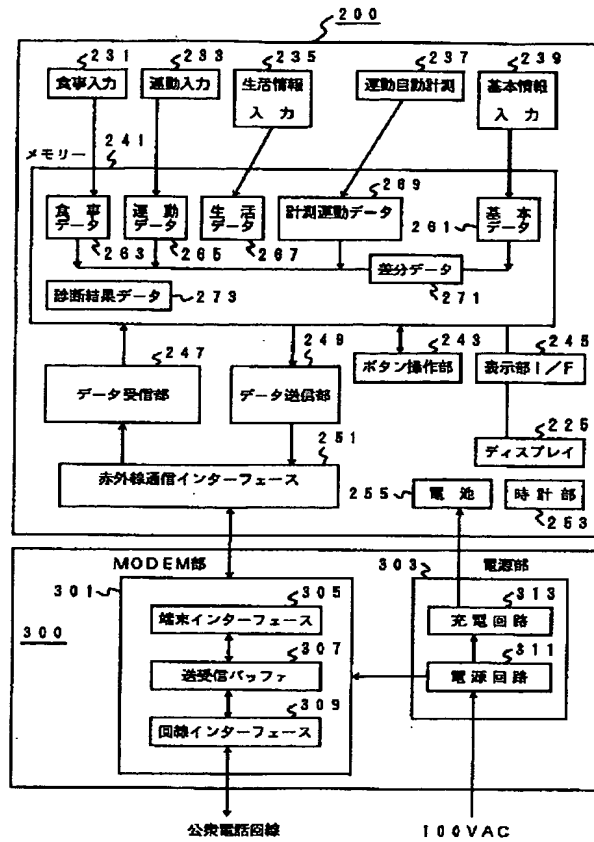 200
231
233
235
237
239
食事入力
運動入力
生活情報
入力
運動自動計測
基本情報
入力
241
メモリー
269
食事
データ
運動
データ
生活
データ
計測運動データ
261
基本
データ
263
265
267
差分データ
271
診断結果データ
273
247
249
243
245
データ受信部
データ送信部
ボタン操作部
表示部I/F
225
251
ディスプレイ
赤外線通信インターフェース
255
電池
時計部
253
MODEM部
電源部
301
303
300
305
端末インターフェース
313
充電回路
307
送受信バッファ
311
電源回路
309
回線インターフェース
公衆電話回線
100VAC